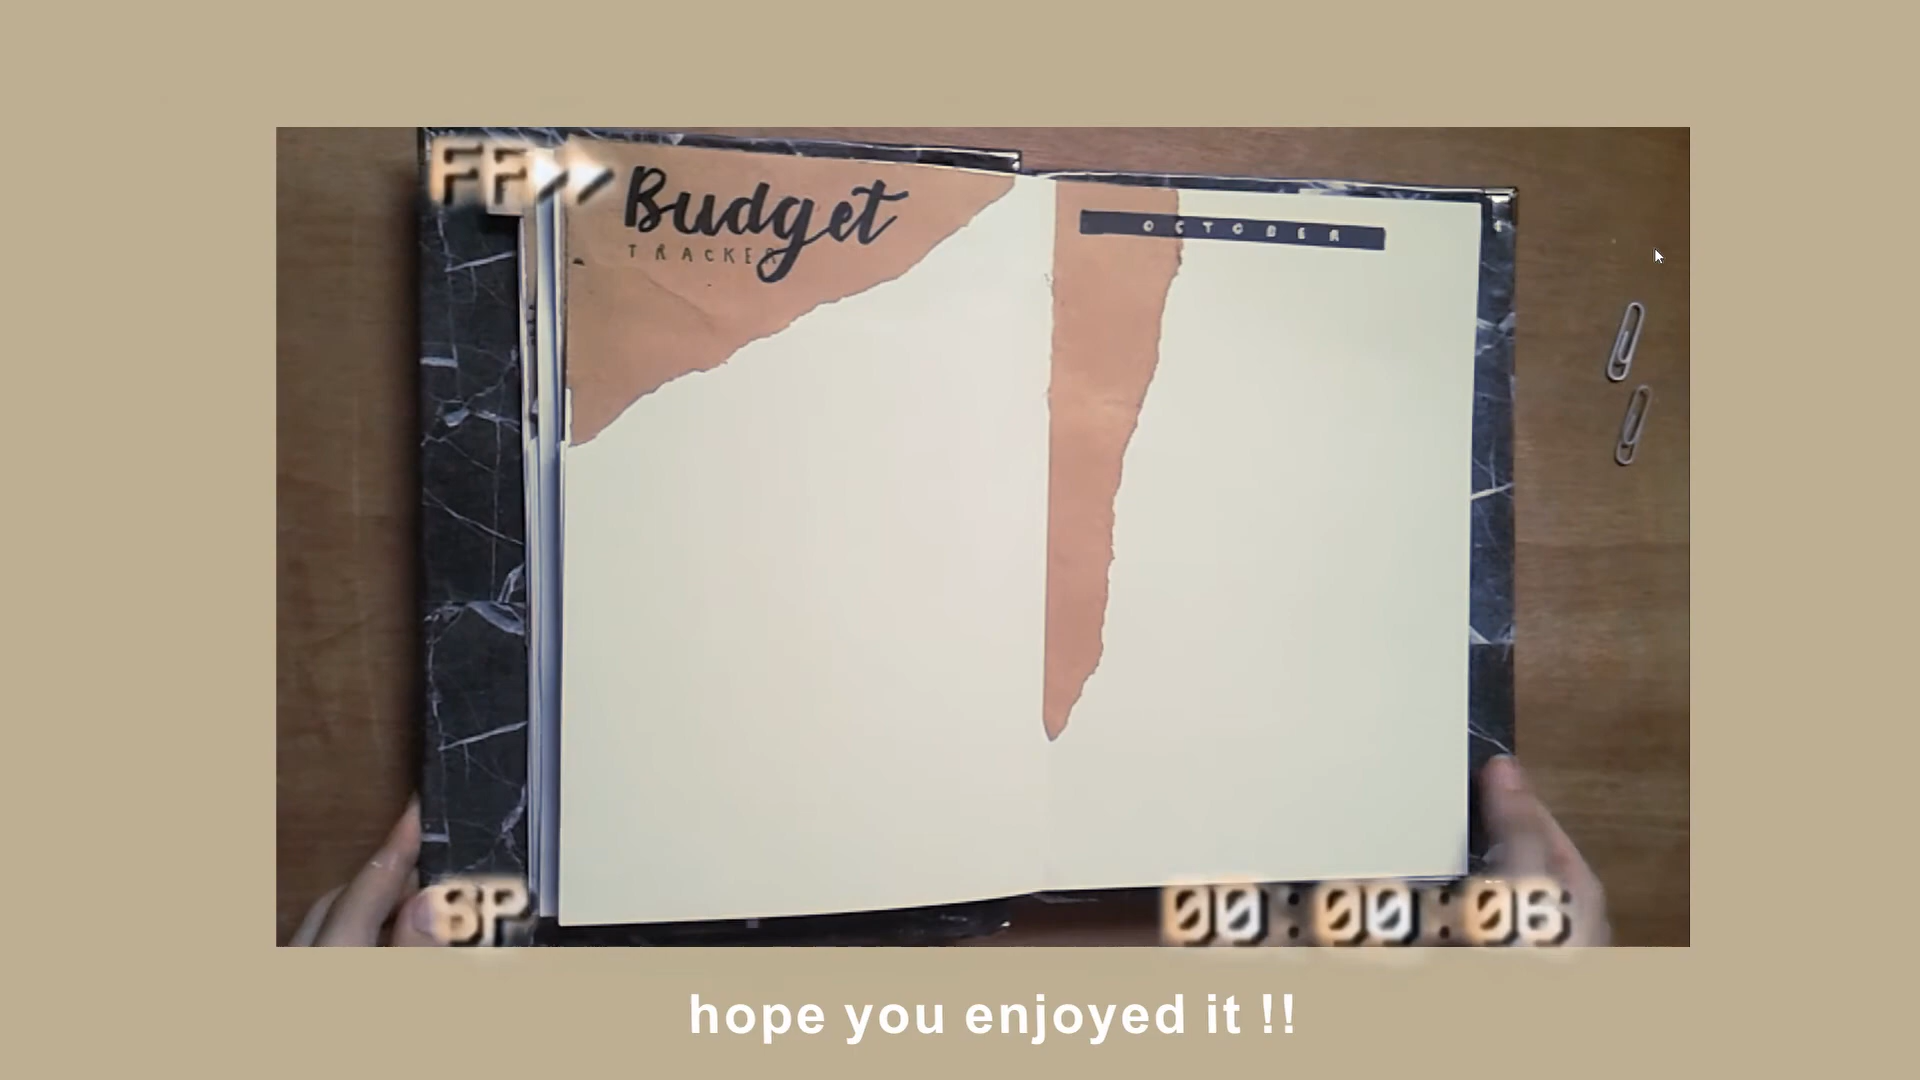 FF
Budget
TRACKER
OCTOBER
SP
00:00:06
hope you enjoyed it !!